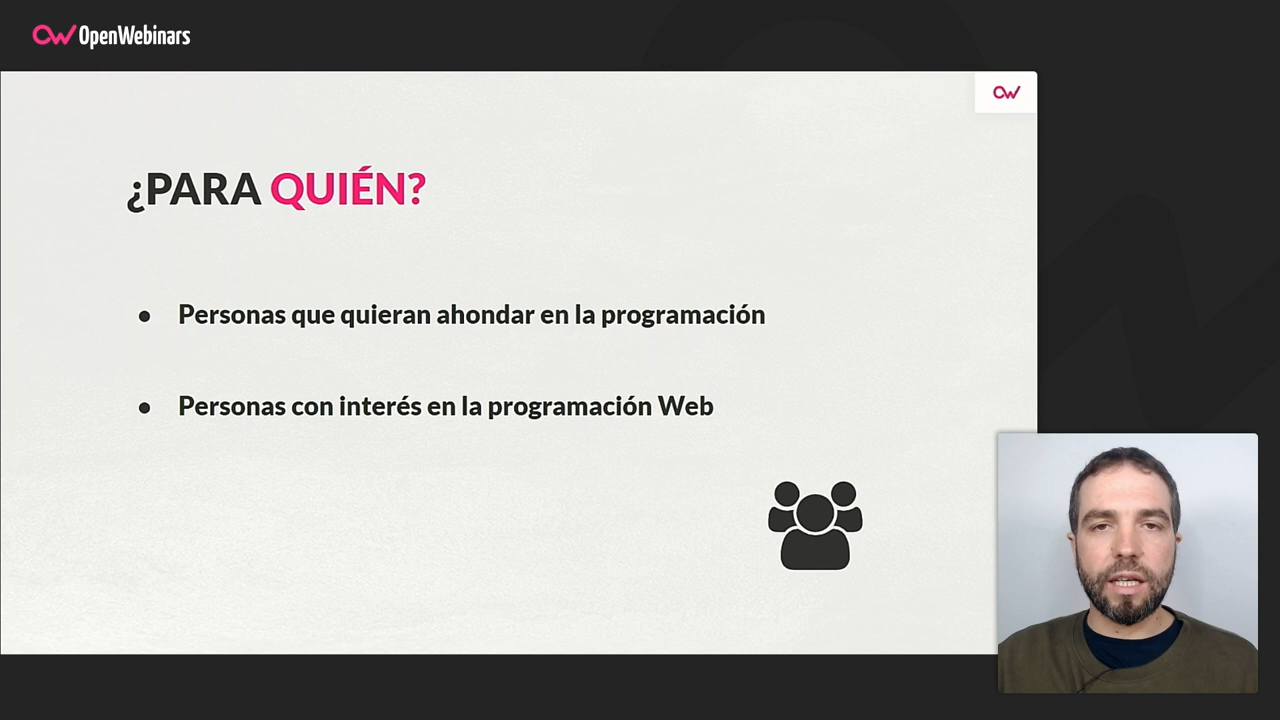 OpenWebinars
¿PARA QUIÉN?
● Personas que quieran ahondar en la programación
● Personas con interés en la programación Web